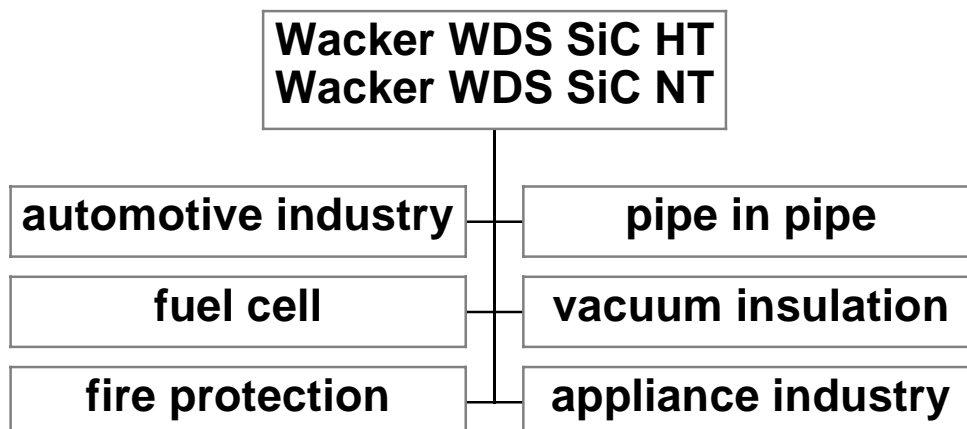 Wacker WDS SiC HT
Wacker WDS SiC NT
automotive industry
pipe in pipe
fuel cell
vacuum insulation
fire protection
appliance industry